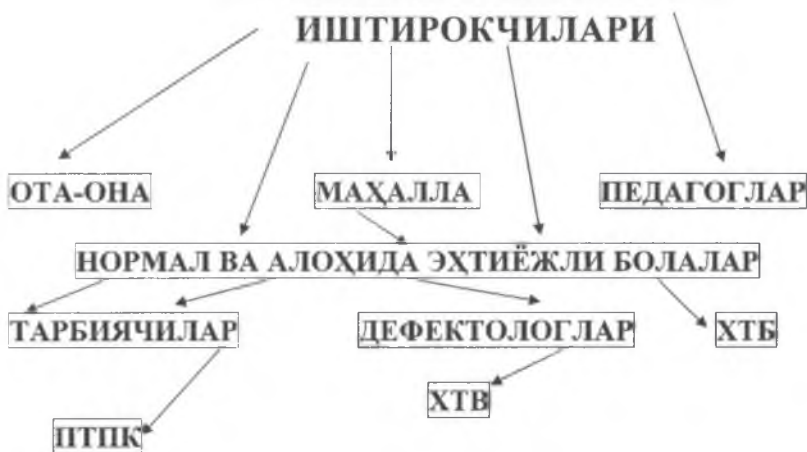 ИШТИРОКЧИЛАРИ
ОТА-ОНА МАҲАЛЛА ПЕДАГОГЛАР
НОРМАЛ ВА АЛОҲИДА ЭҲТИЁЖЛИ БОЛАЛАР
ТАРБИЯЧИЛАР ДЕФЕКТОЛОГЛАР ХТБ
ХТВ
ПТПК